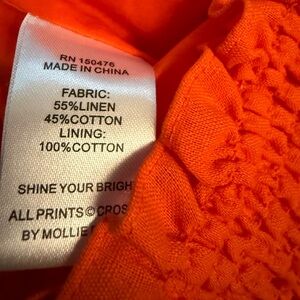 RN 150476
MADE IN CHINA
FABRIC:
55%LINEN
45%COTTON
LINING:
100%COTTON
SHINE YOUR BRIGH
ALL PRINTS © CROS
BY MOLLIE